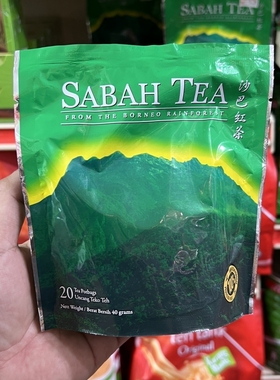 SABAH TEA
SABAH TEA
FROM THE BORNEO RAINFOREST
沙巴红茶
20 Tea Potbags
Uncang Teko Teh
Nett Weight / Berat Bersih 40 grams
Original